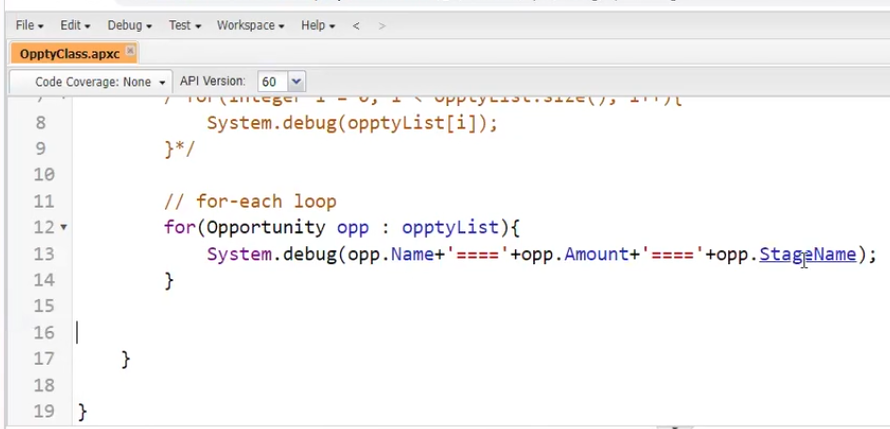 File Edit Debug Test Workspace Help < >
OpptyClass.apxc
Code Coverage: None API Version: 60
8 System.debug(opptyList[i]);
9 }*/
10
11 // for-each loop
12 for(Opportunity opp : opptyList){
13 System.debug(opp.Name+'===='+opp.Amount+'===='+opp.StageName);
14 }
15
16
17 }
18
19 }